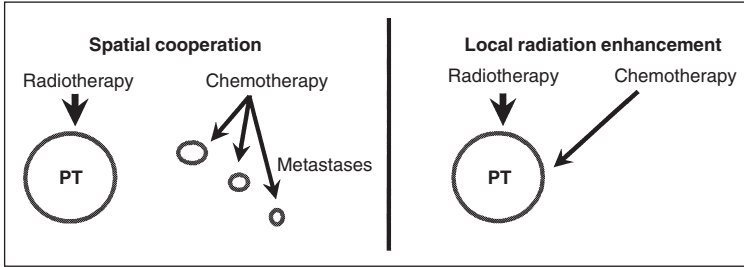 Spatial cooperation
Radiotherapy Chemotherapy
Metastases
PT
Local radiation enhancement
Radiotherapy Chemotherapy
PT